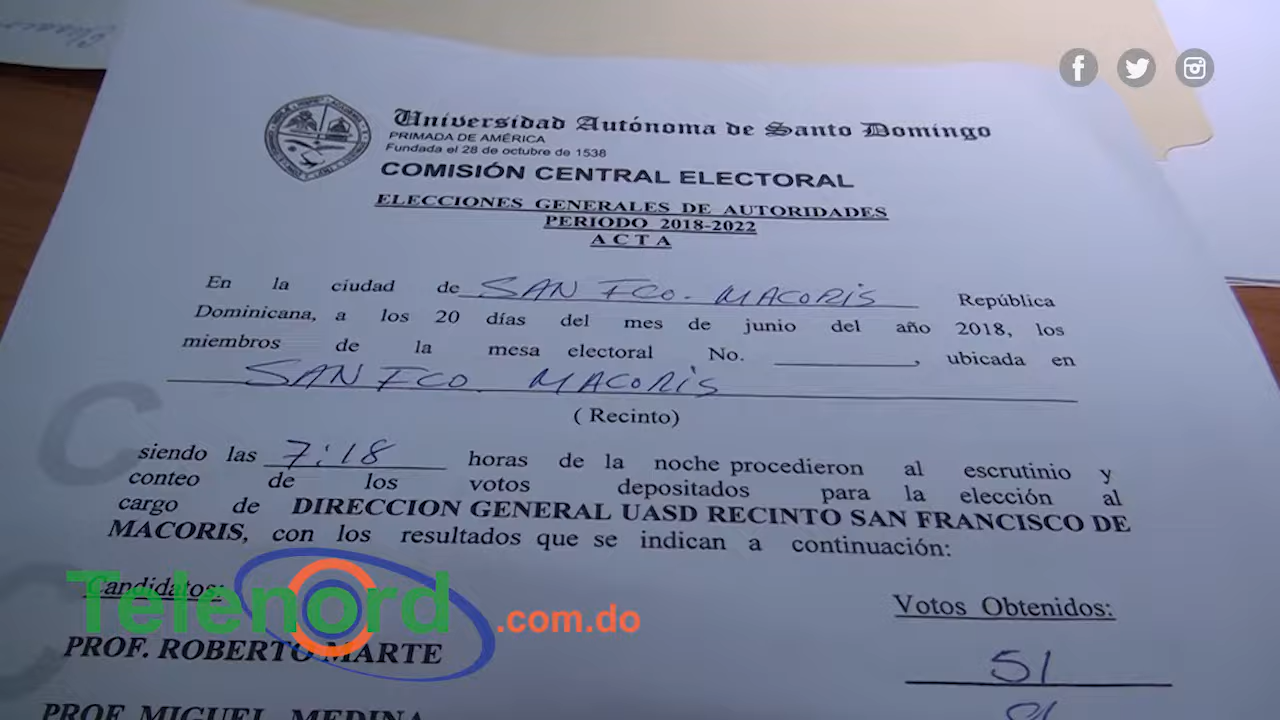 Universidad Autónoma de Santo Domingo
PRIMADA DE AMÉRICA
Fundada el 28 de octubre de 1538
COMISIÓN CENTRAL ELECTORAL
ELECCIONES GENERALES DE AUTORIDADES
PERIODO 2018-2022
ACTA
En la ciudad de SAN FCO. MACORIS República
Dominicana, a los 20 días del mes de junio del año 2018, los
miembros de la mesa electoral No. , ubicada en
SAN FCO. MACORIS
( Recinto)
siendo las 7:18 horas de la noche procedieron al escrutinio y
conteo de los votos depositados para la elección al
cargo de DIRECCION GENERAL UASD RECINTO SAN FRANCISCO DE
MACORIS, con los resultados que se indican a continuación:
Candidatos: Votos Obtenidos:
Telenord.com.do
PROF. ROBERTO MARTE 51
PROF. MIGUEL MEDINA